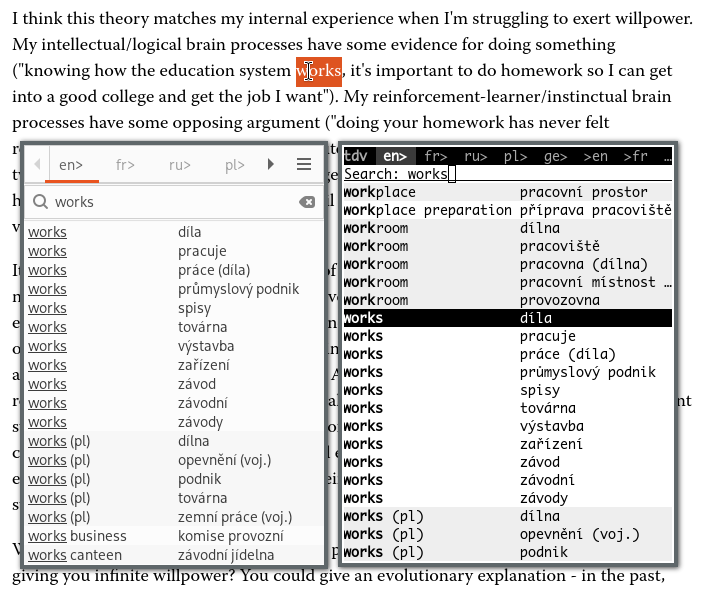 I think this theory matches my internal experience when I'm struggling to exert willpower.
My intellectual/logical brain processes have some evidence for doing something
("knowing how the education system works, it's important to do homework so I can get
into a good college and get the job I want"). My reinforcement-learner/instinctual brain
processes have some opposing argument ("doing your homework has never felt
en> fr> ru> pl>
works
works díla
works pracuje
works práce (díla)
works průmyslový podnik
works spisy
works továrna
works výstavba
works zařízení
works závod
works závodní
works závody
works (pl) dílna
works (pl) opevnění (voj.)
works (pl) podnik
works (pl) továrna
works (pl) zemní práce (voj.)
works business komise provozní
works canteen závodní jídelna
tdv en> fr> ru> pl> ge> >en >fr …
Search: works
workplace pracovní prostor
workplace preparation příprava pracoviště
workroom dílna
workroom pracoviště
workroom pracovna (dílna)
workroom pracovní místnost …
workroom provozovna
works díla
works pracuje
works práce (díla)
works průmyslový podnik
works spisy
works továrna
works výstavba
works zařízení
works závod
works závodní
works závody
works (pl) dílna
works (pl) opevnění (voj.)
works (pl) podnik
giving you infinite willpower? You could give an evolutionary explanation - in the past,